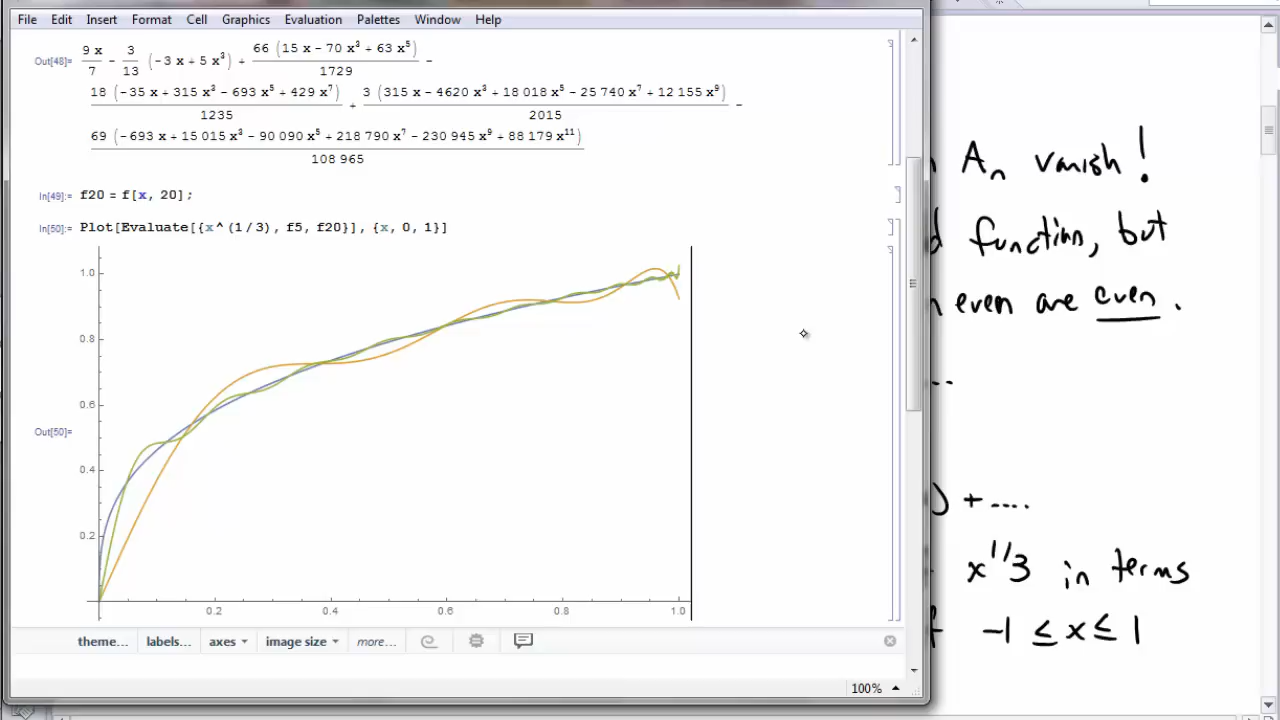 File Edit Insert Format Cell Graphics Evaluation Palettes Window Help
Out[48]= 9 x/7 - 3/13 (-3 x + 5 x^3) + 66 (15 x - 70 x^3 + 63 x^5)/1729 -
18 (-35 x + 315 x^3 - 693 x^5 + 429 x^7)/1235 + 3 (315 x - 4620 x^3 + 18 018 x^5 - 25 740 x^7 + 12 155 x^9)/2015 -
69 (-693 x + 15 015 x^3 - 90 090 x^5 + 218 790 x^7 - 230 945 x^9 + 88 179 x^11)/108 965
In[49]:= f20 = f[x, 20];
In[50]:= Plot[Evaluate[{x^(1/3), f5, f20}], {x, 0, 1}]
Out[50]=
1.0
0.8
0.6
0.4
0.2
0.2 0.4 0.6 0.8 1.0
theme... labels... axes image size more...
100%
An vanish!
function, but
even are even.
...
+ ....
x^1/3 in terms
-1 ≤ x ≤ 1